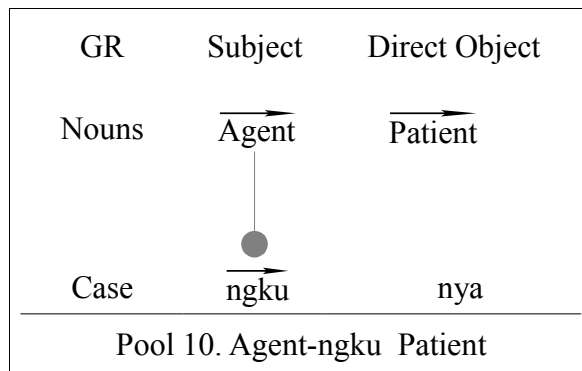 GR Subject Direct Object
Nouns Agent Patient
Case ngku nya
Pool 10. Agent-ngku Patient